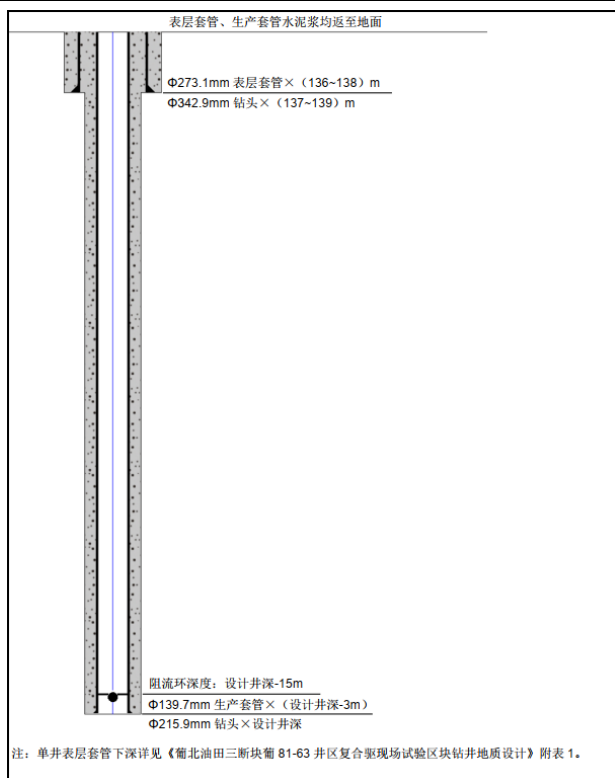 表层套管、生产套管水泥浆均返至地面
Φ273.1mm 表层套管×（136~138）m
Φ342.9mm 钻头×（137~139）m
阻流环深度：设计井深-15m
Φ139.7mm 生产套管×（设计井深-3m）
Φ215.9mm 钻头×设计井深
注：单井表层套管下深详见《葡北油田三断块葡 81-63 井区复合驱现场试验区块钻井地质设计》附表 1。